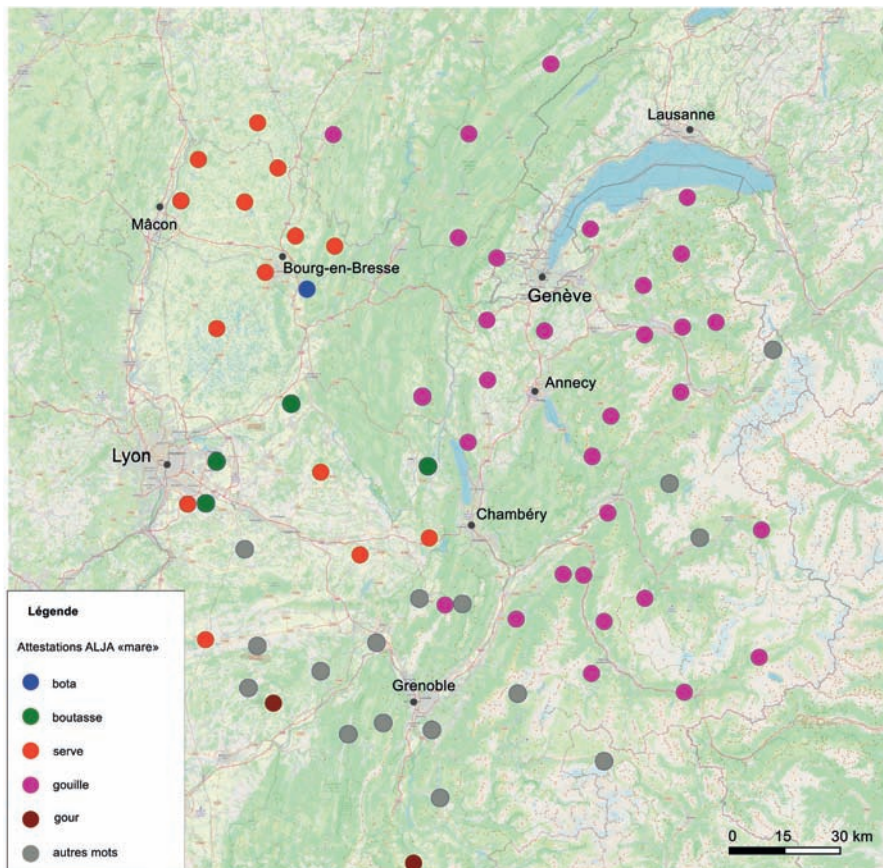 Lausanne
Mâcon
Bourg-en-Bresse
Genève
Annecy
Lyon
Chambéry
Grenoble
Légende
Attestations ALJA «mare»
bota
boutasse
serve
gouille
gour
autres mots
0 15 30 km